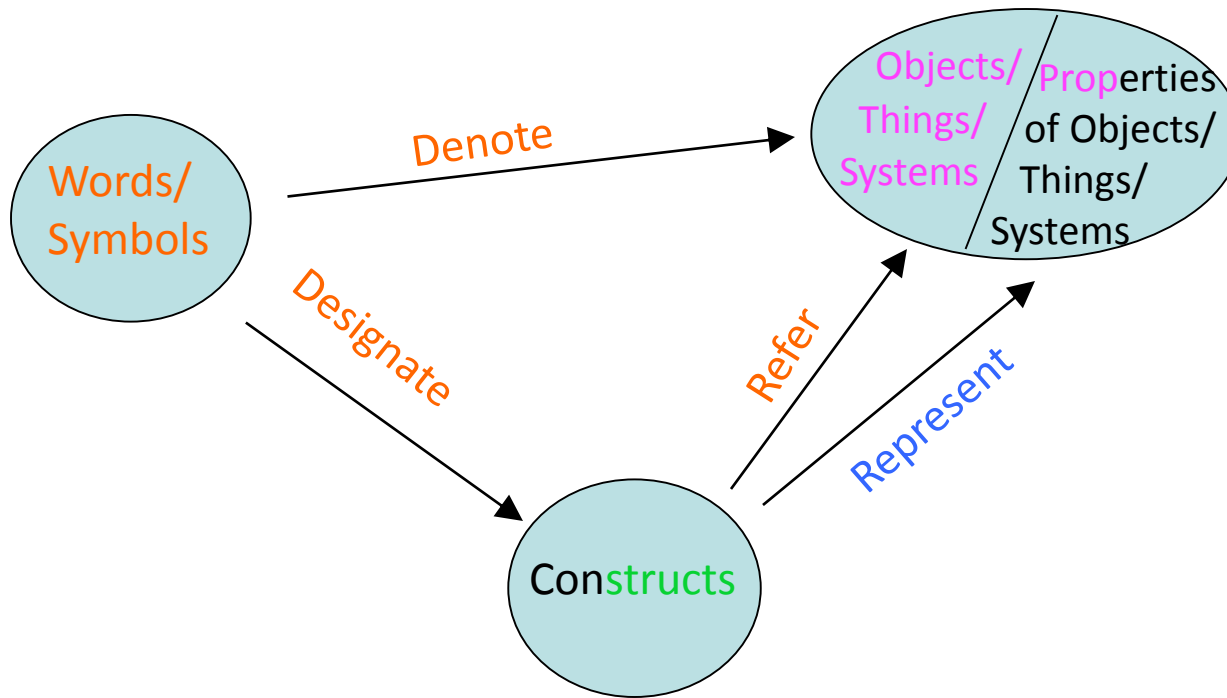 Words/
Symbols
Denote
Objects/
Things/
Systems
Properties
of Objects/
Things/
Systems
Designate
Refer
Represent
Constructs